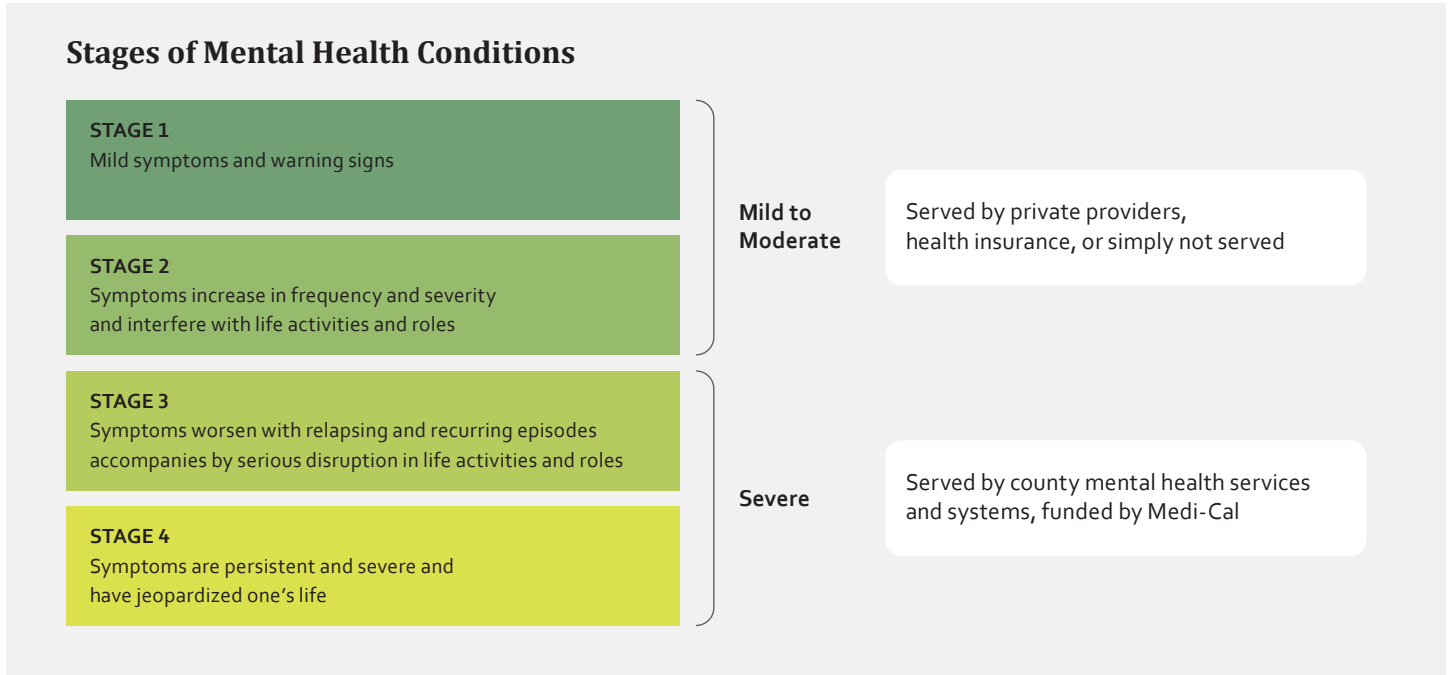 Stages of Mental Health Conditions
STAGE 1
Mild symptoms and warning signs
STAGE 2
Symptoms increase in frequency and severity
and interfere with life activities and roles
Mild to
Moderate
Served by private providers,
health insurance, or simply not served
STAGE 3
Symptoms worsen with relapsing and recurring episodes
accompanies by serious disruption in life activities and roles
STAGE 4
Symptoms are persistent and severe and
have jeopardized one’s life
Severe
Served by county mental health services
and systems, funded by Medi-Cal